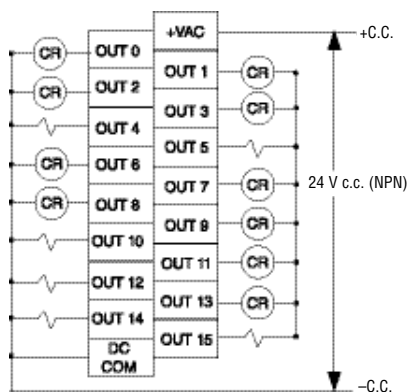 +VAC
+C.C.
CR
OUT 0
OUT 1
CR
CR
OUT 2
OUT 3
CR
OUT 4
OUT 5
CR
OUT 6
OUT 7
CR
24 V c.c. (NPN)
CR
OUT 8
OUT 9
CR
OUT 10
OUT 11
CR
OUT 12
OUT 13
CR
OUT 14
OUT 15
DC
COM
–C.C.